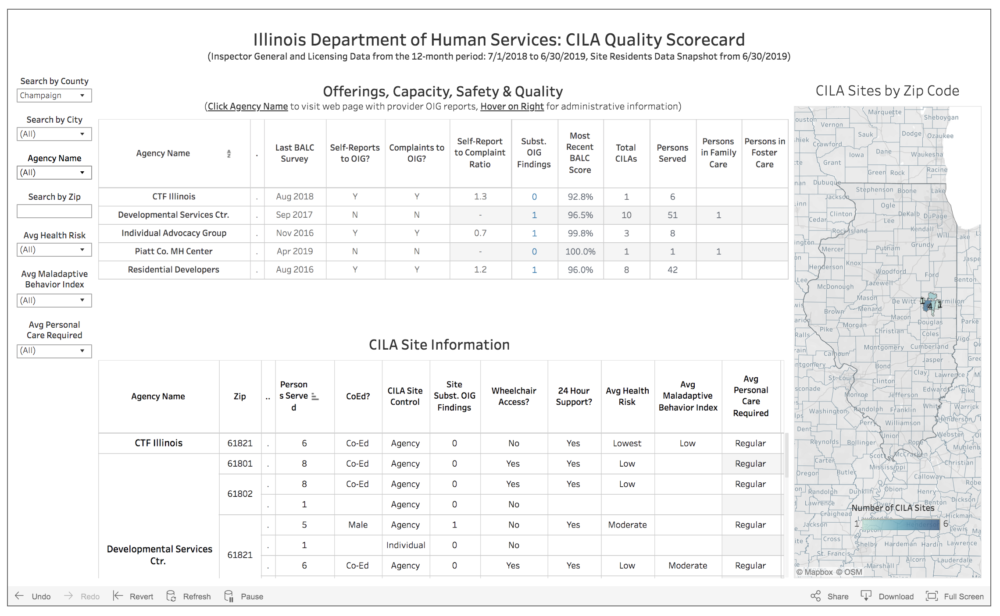 Illinois Department of Human Services: CILA Quality Scorecard
(Inspector General and Licensing Data from the 12-month period: 7/1/2018 to 6/30/2019, Site Residents Data Snapshot from 6/30/2019)
Search by County
Champaign
Search by City
(All)
Agency Name
(All)
Search by Zip
Avg Health Risk
(All)
Avg Maladaptive
Behavior Index
(All)
Avg Personal
Care Required
(All)
Offerings, Capacity, Safety & Quality
(Click Agency Name to visit web page with provider OIG reports, Hover on Right for administrative information)
Agency Name . Last BALC Survey Self-Reports to OIG? Complaints to OIG? Self-Report to Complaint Ratio Subst. OIG Findings Most Recent BALC Score Total CILAs Persons Served Persons in Family Care Persons in Foster Care
CTF Illinois . Aug 2018 Y Y 1.3 0 92.8% 1 6
Developmental Services Ctr. . Sep 2017 N N - 1 96.5% 10 51 1
Individual Advocacy Group . Nov 2016 Y Y 0.7 1 99.8% 3 8
Piatt Co. MH Center . Apr 2019 N N - 0 100.0% 1 1 1
Residential Developers . Aug 2016 Y Y 1.2 1 96.0% 8 42
CILA Site Information
Agency Name Zip .. Person s Serve d CoEd? CILA Site Control Site Subst. OIG Findings Wheelchair Access? 24 Hour Support? Avg Health Risk Avg Maladaptive Behavior Index Avg Personal Care Required
CTF Illinois 61821 . 6 Co-Ed Agency 0 No Yes Lowest Low Regular
61801 . 8 Co-Ed Agency 0 Yes Yes Low Regular
61802 . 8 Co-Ed Agency 0 Yes Yes Low Regular
. 1 Agency 0 No
. 5 Male Agency 1 No Yes Moderate Regular
Developmental Services Ctr. 61821 . 1 Individual 0 No
. 6 Co-Ed Agency 0 Yes Yes Low Moderate Regular
CILA Sites by Zip Code
Marquette
Sheboygan
Vernon
Sauk
Dodge
Ozaukee
Crawford
Iowa
Dane
Waukesha
Grant
Green
Rock
Racine
Dubuque
Stephenson
Boone
Lake
Jackson
Ogle
Clinton
DeKalb
DuPage
Cedar
Lee
Rock Island
Kendall
Will
Lake
Grundy
Mercer
Putnam
Henderson
Knox
Woodford
Ford
Benton
Lee
McDonough
Tazewell
Mason
De Witt
1
4
1
Brown
Menard
Macon
Douglas
Parke
Pike
Morgan
Christian
Ralls
Coles
Vigo
Montgomery
Cumberland
Calhoun
Jasper
Bond
Clay
Lawrence
St. Louis
Clinton
Edwards
Pike
Monroe
Jefferson
Washington
Randolph
Franklin
White
Warrick
Perry
Williamson
Henderson
Dent
Union
Webster
Reynolds
Bollinger
Pope
Scott
McCracken
Carter
Mississippi
Christian
Oregon
Butler
Calloway
Obion
Randolph
Dunklin
Henry
Lawrence
Dyer
Benton
Dickson
Number of CILA Sites
1
6
Craighead
Lauderdale
Hickman
Jackson
Henderson
Lewis
Cross
Shelby
Hardeman
Hardin
Lawrence
St. Francis
Alcorn
Lauderdale
Marshall
© Mapbox © OSM
Undo
Redo
Revert
Refresh
Pause
Share
Download
Full Screen